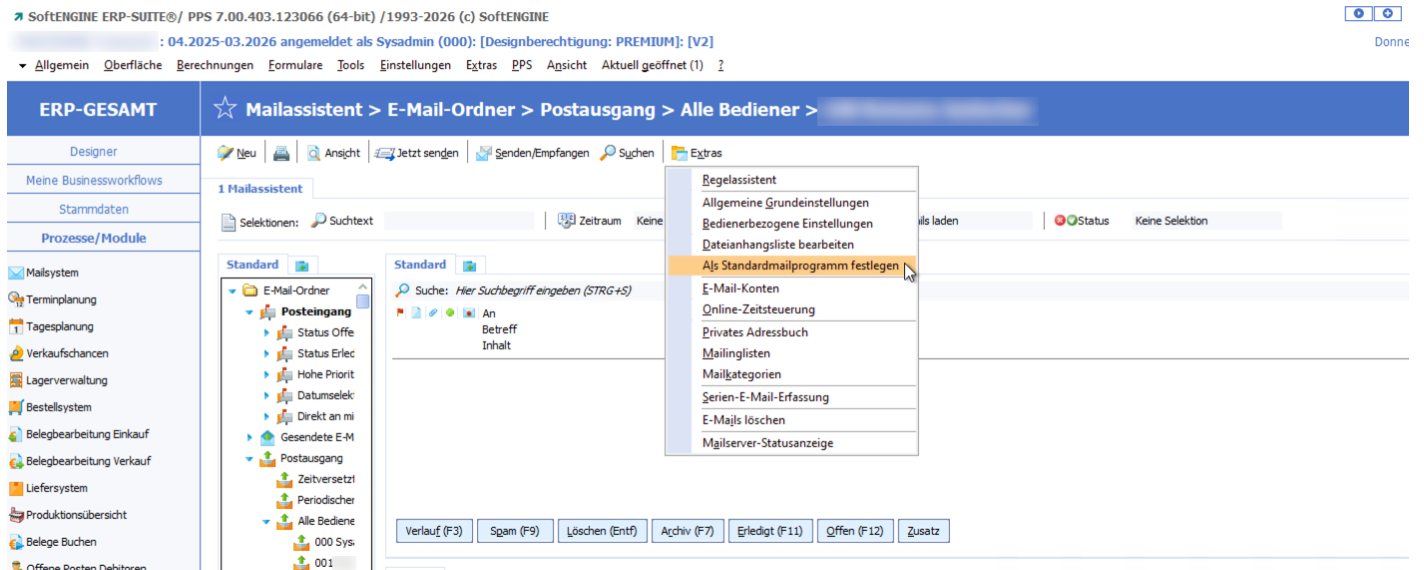 SoftENGINE ERP-SUITE®/ PPS 7.00.403.123066 (64-bit) /1993-2026 (c) SoftENGINE
: 04.2025-03.2026 angemeldet als Sysadmin (000): [Designberechtigung: PREMIUM]: [V2] Donne
Allgemein Oberfläche Berechnungen Formulare Tools Einstellungen Extras PPS Ansicht Aktuell geöffnet (1) ?
ERP-GESAMT
Mailassistent > E-Mail-Ordner > Postausgang > Alle Bediener >
Designer
Meine Businessworkflows
Stammdaten
Prozesse/Module
Mailsystem
Terminplanung
Tagesplanung
Verkaufschancen
Lagerverwaltung
Bestellsystem
Belegbearbeitung Einkauf
Belegbearbeitung Verkauf
Liefersystem
Produktionsübersicht
Belege Buchen
Offene Posten Debitoren
Neu Ansicht Jetzt senden Senden/Empfangen Suchen Extras
1 Mailassistent
Selektionen: Suchtext Zeitraum Keine ils laden Status Keine Selektion
Regelassistent
Allgemeine Grundeinstellungen
Bedienerbezogene Einstellungen
Dateianhangsliste bearbeiten
Als Standardmailprogramm festlegen
E-Mail-Konten
Online-Zeitsteuerung
Privates Adressbuch
Mailinglisten
Mailkategorien
Serien-E-Mail-Erfassung
E-Mails löschen
Mailserver-Statusanzeige
Standard
E-Mail-Ordner
Posteingang
Status Offe
Status Erled
Hohe Priorit
Datumselek
Direkt an mi
Gesendete E-M
Postausgang
Zeitversetzt
Periodischer
Alle Bediene
000 Sys
001
Standard
Suche: Hier Suchbegriff eingeben (STRG+S)
An
Betreff
Inhalt
Verlauf (F3) Spam (F9) Löschen (Entf) Archiv (F7) Erledigt (F11) Offen (F12) Zusatz